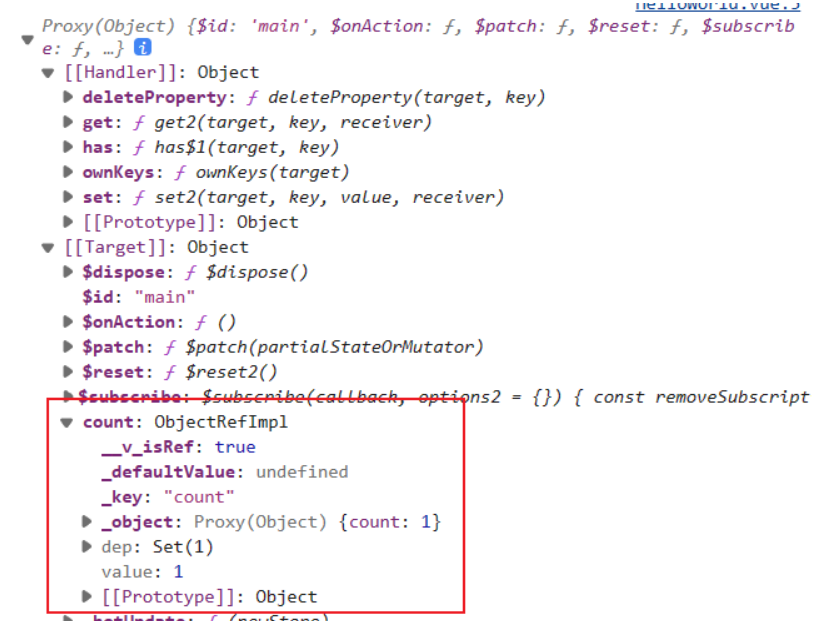 HelloWorld.vue:5
Proxy(Object) {$id: 'main', $onAction: ƒ, $patch: ƒ, $reset: ƒ, $subscrib
e: ƒ, …} i
[[Handler]]: Object
deleteProperty: ƒ deleteProperty(target, key)
get: ƒ get2(target, key, receiver)
has: ƒ has$1(target, key)
ownKeys: ƒ ownKeys(target)
set: ƒ set2(target, key, value, receiver)
[[Prototype]]: Object
[[Target]]: Object
$dispose: ƒ $dispose()
$id: "main"
$onAction: ƒ ()
$patch: ƒ $patch(partialStateOrMutator)
$reset: ƒ $reset2()
$subscribe: $subscribe(callback, options2 = {}) { const removeSubscript
count: ObjectRefImpl
__v_isRef: true
_defaultValue: undefined
_key: "count"
_object: Proxy(Object) {count: 1}
dep: Set(1)
value: 1
[[Prototype]]: Object
_hotUpdate: ƒ (newStore)